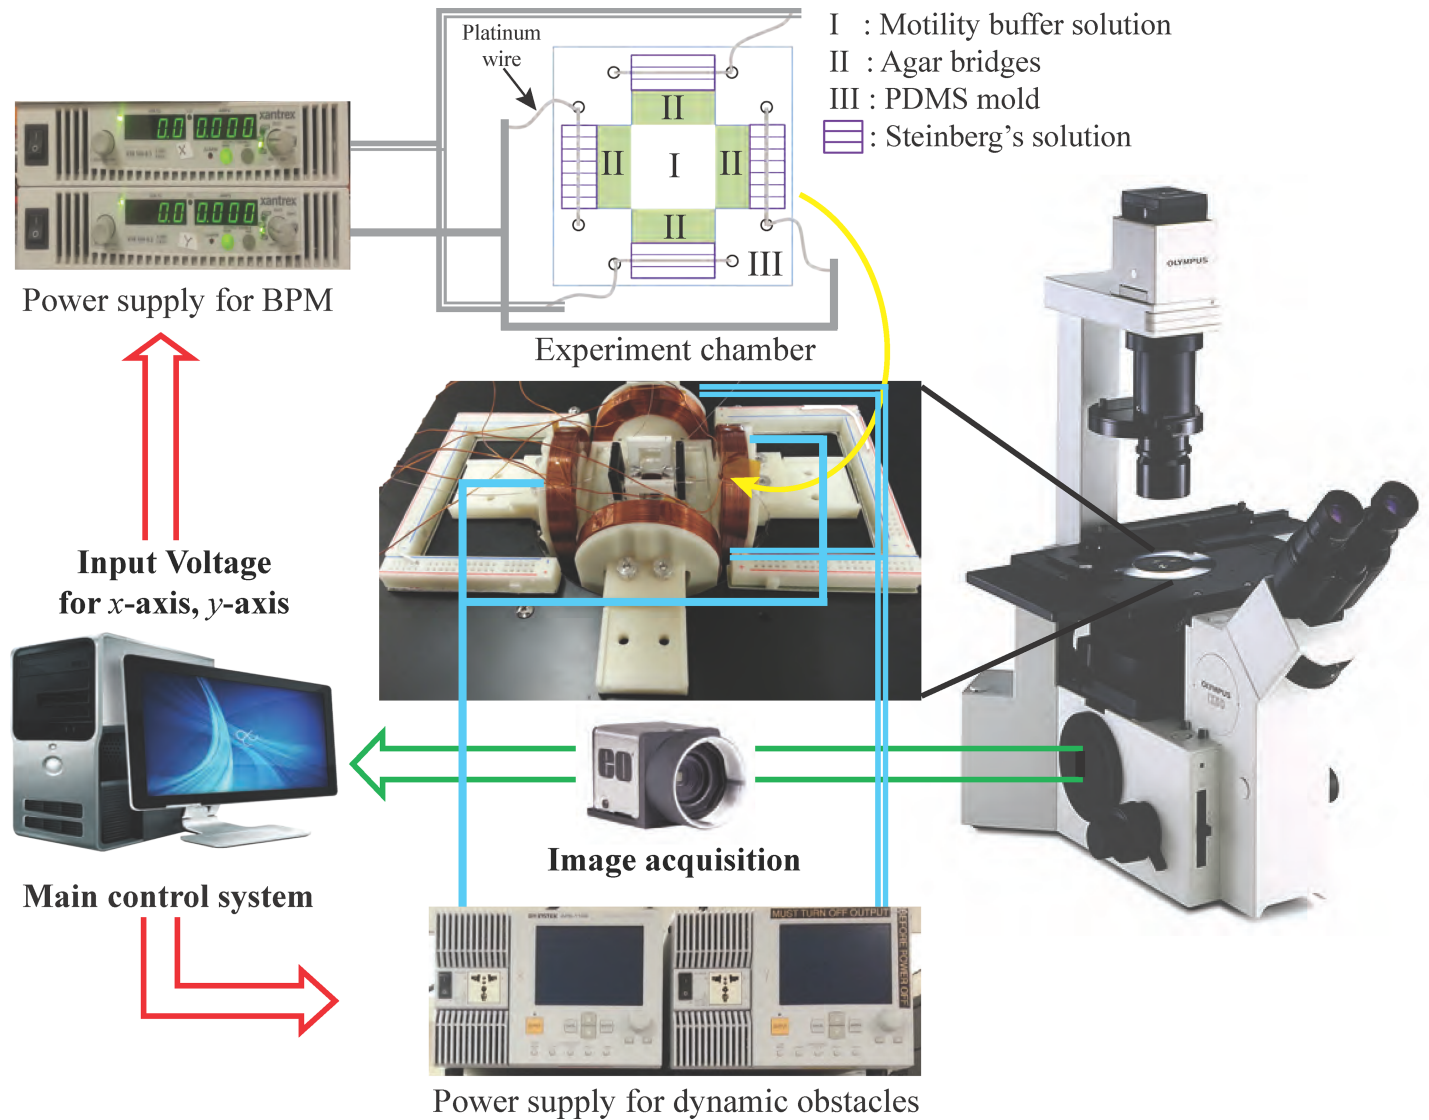 Platinum
wire
I : Motility buffer solution
II : Agar bridges
III : PDMS mold
: Steinberg's solution
II
II
I
II
II
III
xantrex
0.0 0.000
X
xantrex
0.0 0.000
Y
Power supply for BPM
Experiment chamber
OLYMPUS
Input Voltage
for x-axis, y-axis
OLYMPUS
EO
Image acquisition
Main control system
MUST TURN OFF OUTPUT
BEFORE POWER OFF
Power supply for dynamic obstacles